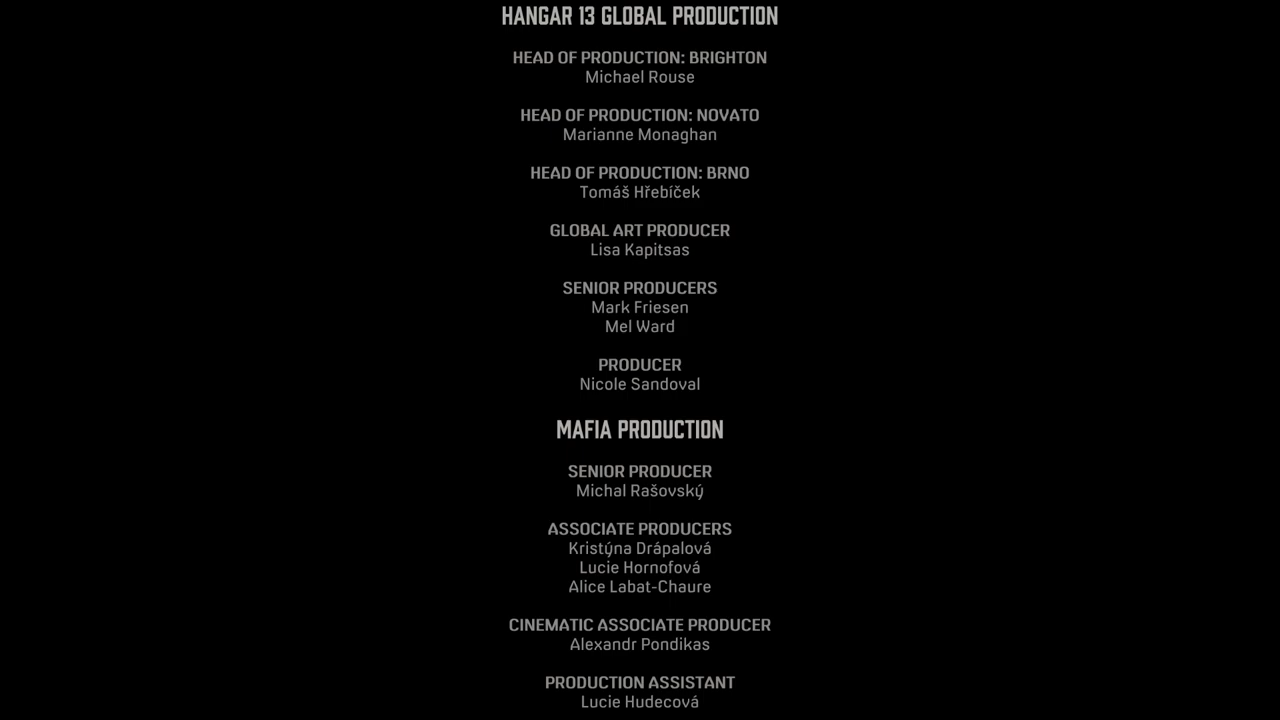 HANGAR 13 GLOBAL PRODUCTION
HEAD OF PRODUCTION: BRIGHTON
Michael Rouse
HEAD OF PRODUCTION: NOVATO
Marianne Monaghan
HEAD OF PRODUCTION: BRNO
Tomáš Hřebíček
GLOBAL ART PRODUCER
Lisa Kapitsas
SENIOR PRODUCERS
Mark Friesen
Mel Ward
PRODUCER
Nicole Sandoval
MAFIA PRODUCTION
SENIOR PRODUCER
Michal Rašovský
ASSOCIATE PRODUCERS
Kristýna Drápalová
Lucie Hornofová
Alice Labat-Chaure
CINEMATIC ASSOCIATE PRODUCER
Alexandr Pondikas
PRODUCTION ASSISTANT
Lucie Hudecová